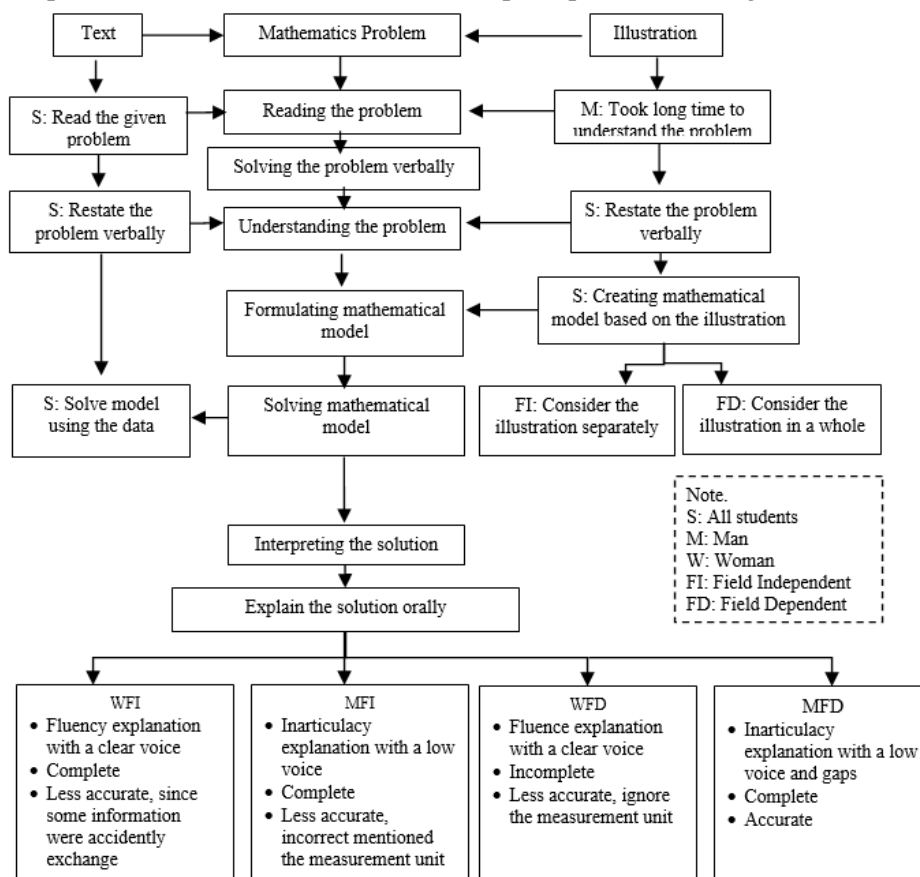 Text
Mathematics Problem
Illustration
S: Read the given
problem
Reading the problem
M: Took long time to
understand the problem
Solving the problem verbally
S: Restate the
problem verbally
Understanding the problem
S: Restate the problem
verbally
Formulating mathematical
model
S: Creating mathematical
model based on the illustration
S: Solve model
using the data
Solving mathematical
model
FI: Consider the
illustration separately
FD: Consider the
illustration in a whole
Note.
S: All students
M: Man
W: Woman
FI: Field Independent
FD: Field Dependent
Interpreting the solution
Explain the solution orally
WFI
• Fluency explanation
with a clear voice
• Complete
• Less accurate, since
some information
were accidently
exchange
MFI
• Inarticulacy
explanation with a low
voice
• Complete
• Less accurate,
incorrect mentioned
the measurement unit
WFD
• Fluence explanation
with a clear voice
• Incomplete
• Less accurate, ignore
the measurement unit
MFD
• Inarticulacy
explanation with a low
voice and gaps
• Complete
• Accurate